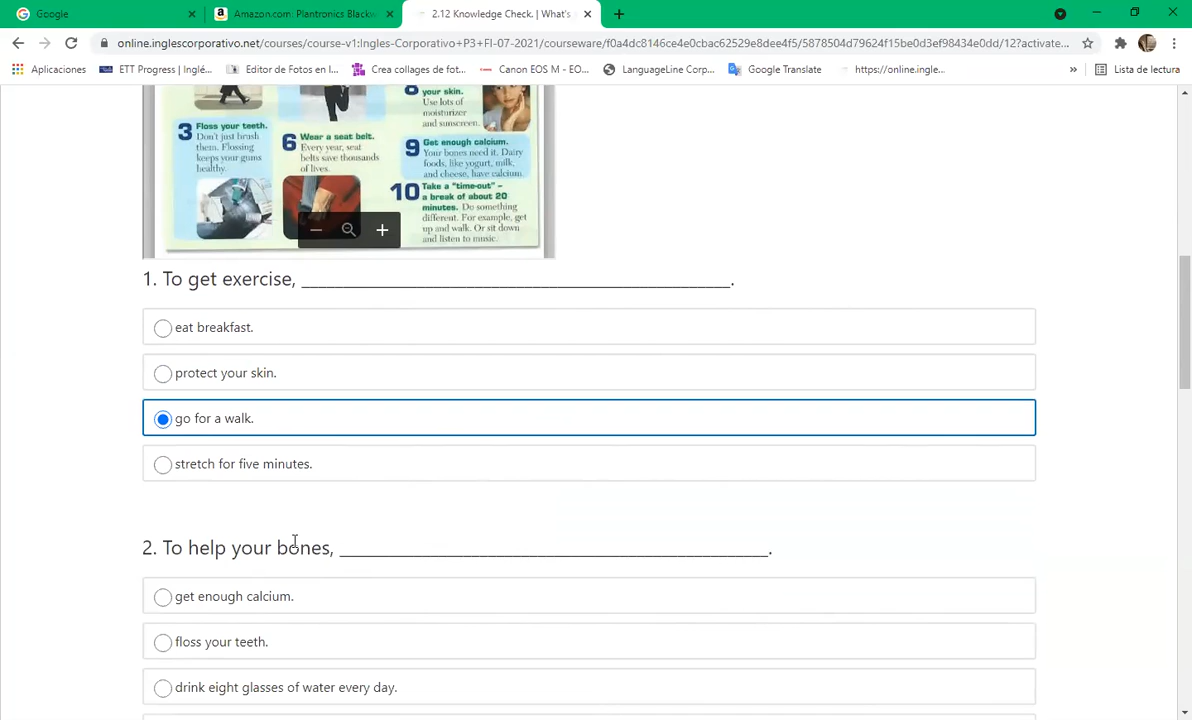 Google
Amazon.com: Plantronics Blackw
2.12 Knowledge Check. | What's
online.inglescorporativo.net/courses/course-v1:Ingles-Corporativo+P3+FI-07-2021/courseware/f0a4dc8146ce4e0cbac62529e8dee4f5/5878504d79624f15be0d3ef98434e0dd/12?activate...
Aplicaciones
ETT Progress | Inglé...
Editor de Fotos en l...
Crea collages de fot...
Canon EOS M - EO...
LanguageLine Corp...
Google Translate
https://online.ingle...
»
Lista de lectura
3 Floss your teeth.
Don't just brush
them. Flossing
keeps your gums
healthy.
6 Wear a seat belt.
Every year, seat
belts save thousands
of lives.
8
your skin.
Use lots of
moisturizer
and sunscreen.
9 Get enough calcium.
Your bones need it. Dairy
foods, like yogurt, milk,
and cheese, have calcium.
10 Take a "time-out" –
a break of about 20
minutes. Do something
different. For example, get
up and walk. Or sit down
and listen to music.
1. To get exercise, ____________________.
eat breakfast.
protect your skin.
go for a walk.
stretch for five minutes.
2. To help your bones, ____________________.
get enough calcium.
floss your teeth.
drink eight glasses of water every day.